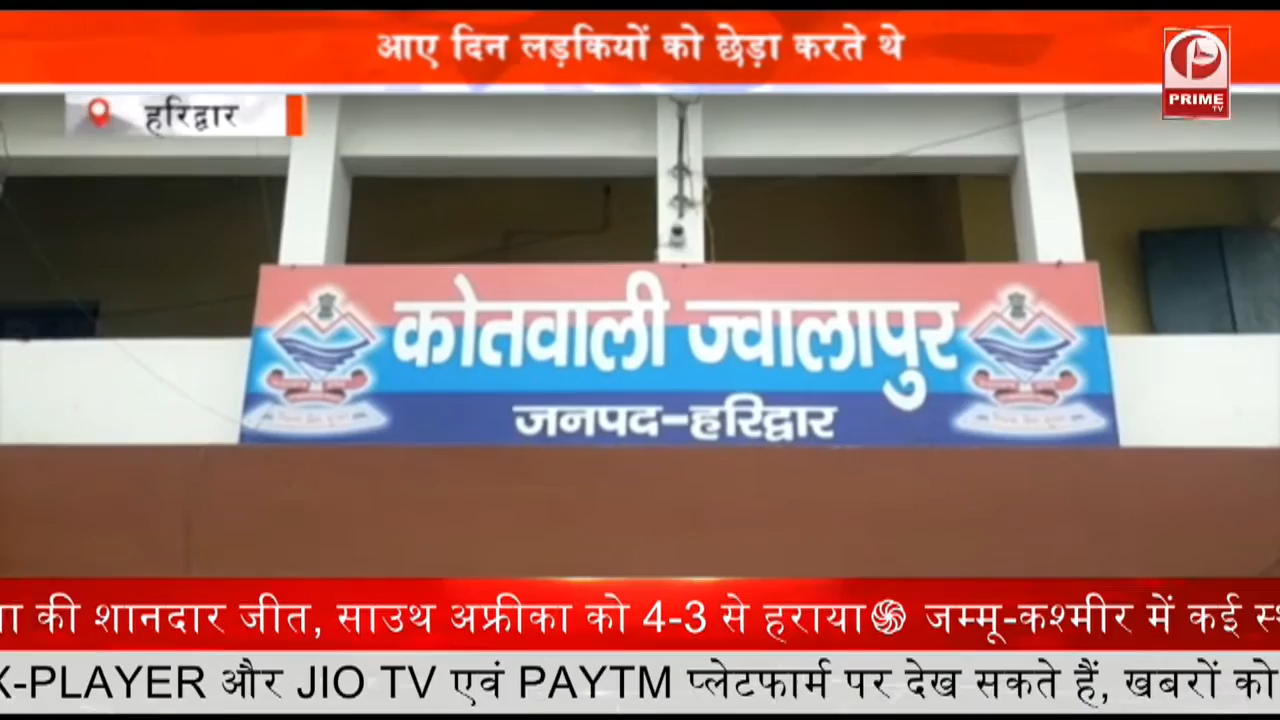 आए दिन लड़कियों को छेड़ा करते थे
PRIME
TV
हरिद्वार
कोतवाली ज्वालापुर
जनपद-हरिद्वार
की शानदार जीत, साउथ अफ्रीका को 4-3 से हराया֍ जम्मू-कश्मीर में कई
X-PLAYER और JIO TV एवं PAYTM प्लेटफार्म पर देख सकते हैं, खबरों को